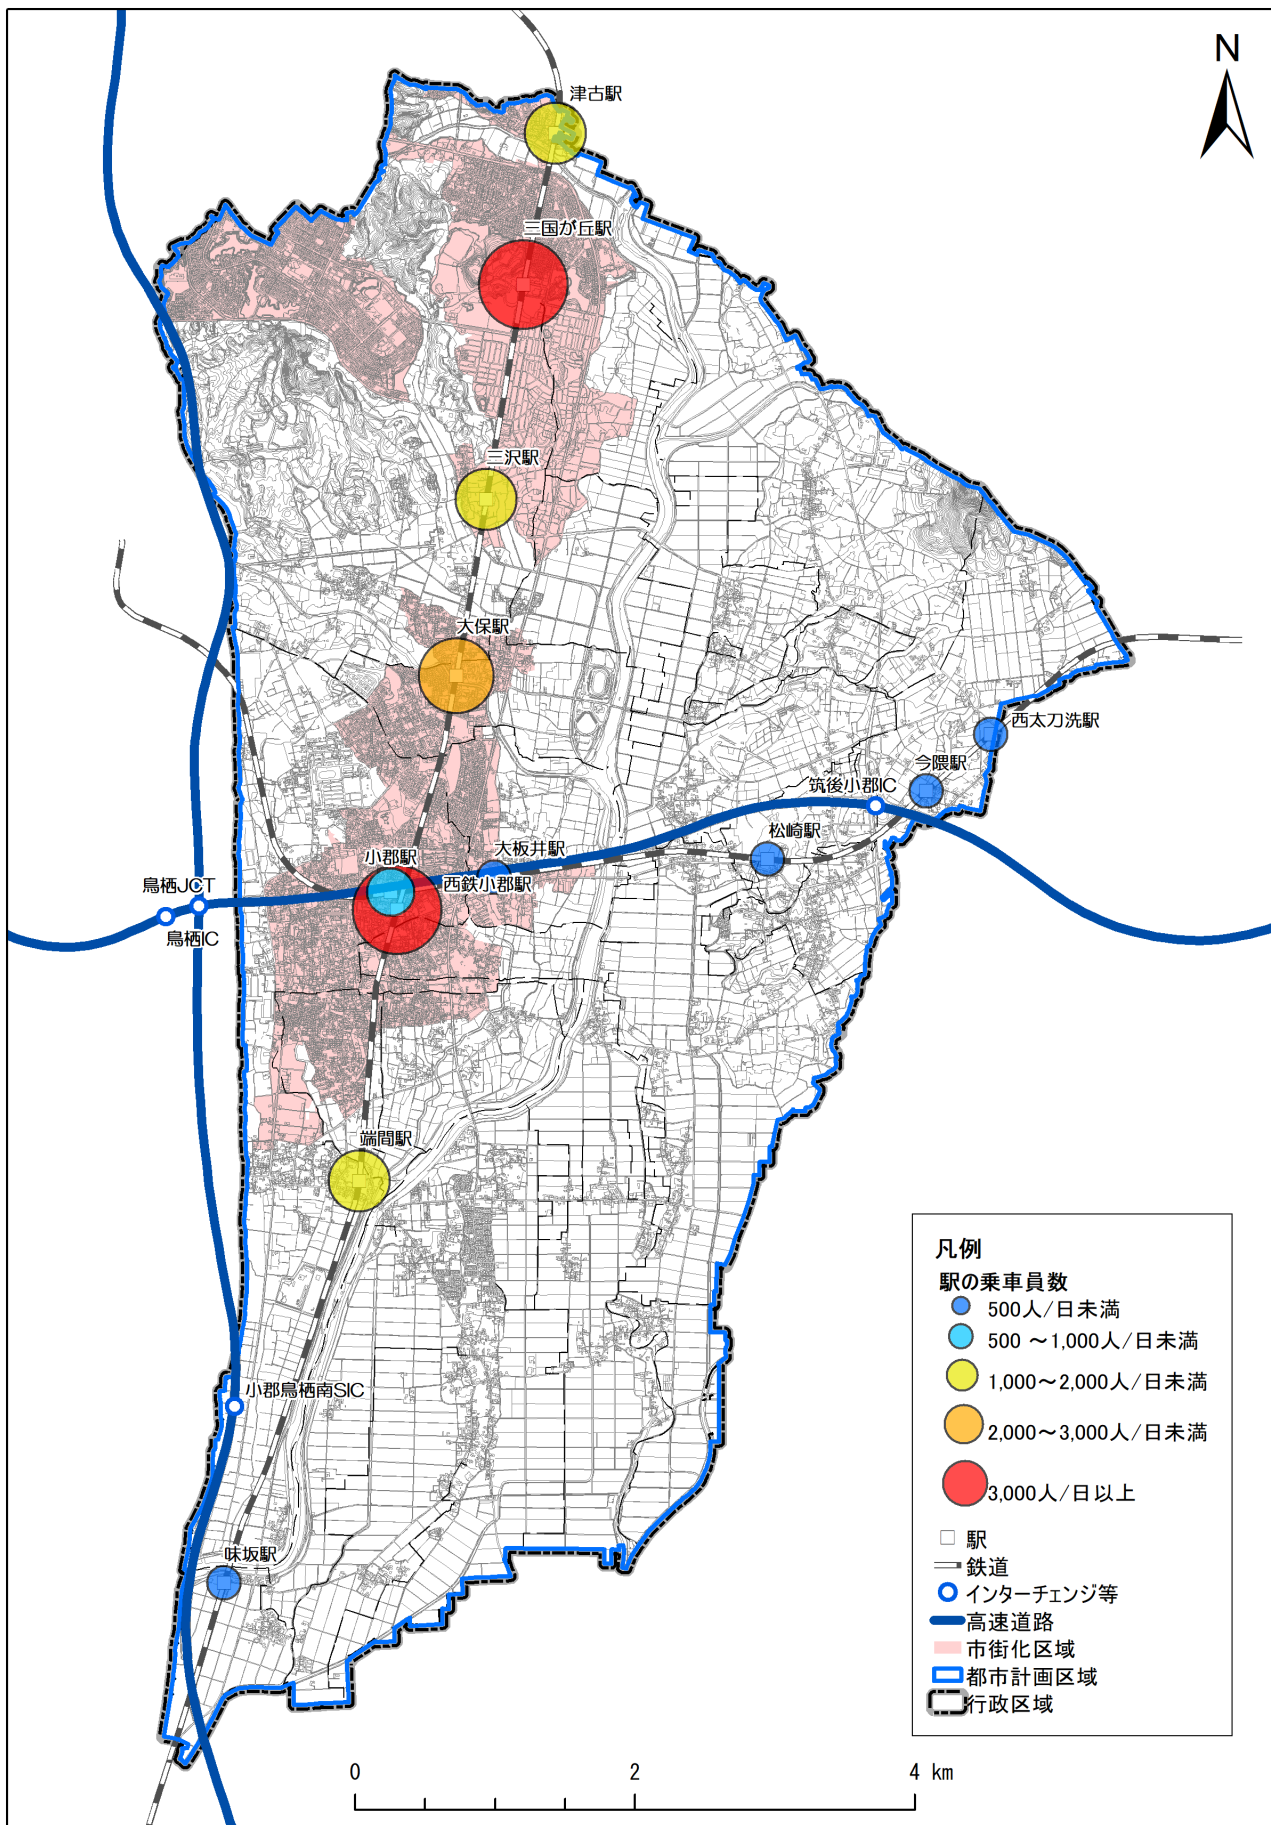 N
津古駅
三国が丘駅
三沢駅
大保駅
西太刀洗駅
今隈駅
筑後小郡IC
松崎駅
大板井駅
小郡駅
西鉄小郡駅
鳥栖JCT
鳥栖IC
端間駅
小郡鳥栖南SIC
味坂駅
凡例
駅の乗車員数
500人/日未満
500 ～1,000人/日未満
1,000～2,000人/日未満
2,000～3,000人/日未満
3,000人/日以上
駅
鉄道
インターチェンジ等
高速道路
市街化区域
都市計画区域
行政区域
0 2 4 km